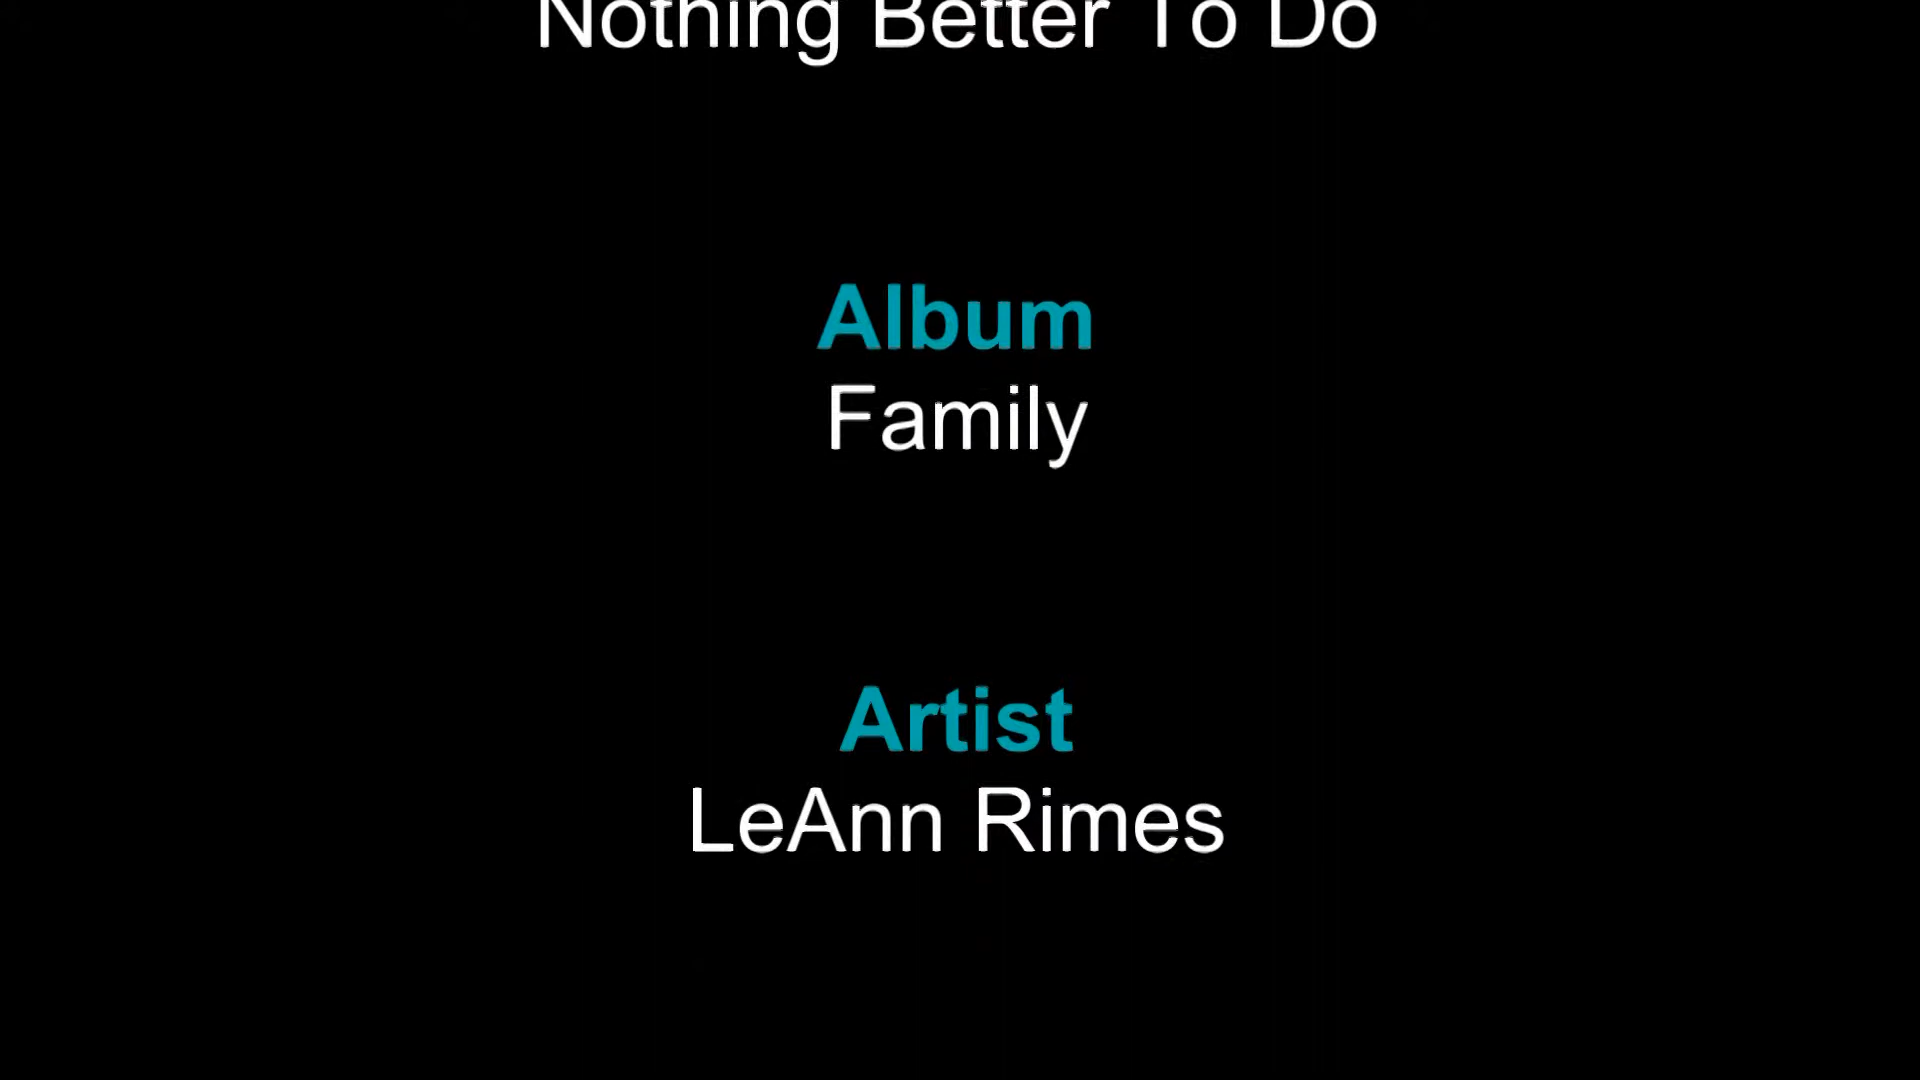 Nothing Better To Do
Album
Family
Artist
LeAnn Rimes